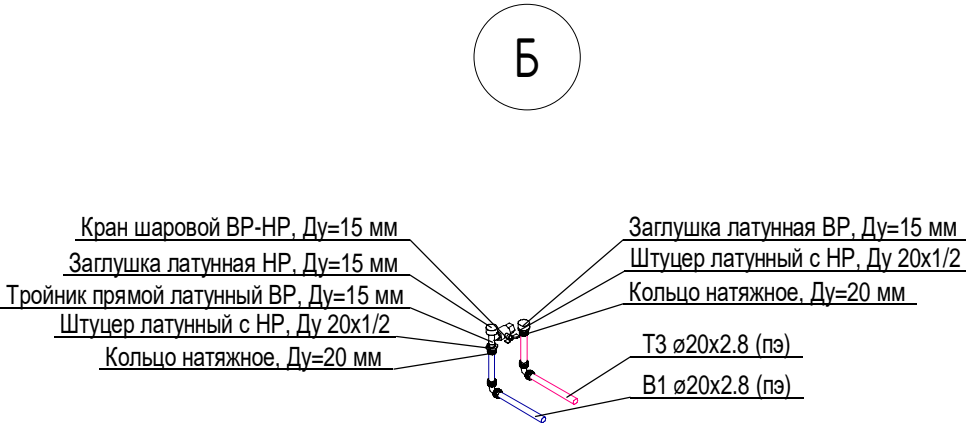 Б
Кран шаровой ВР-НР, Ду=15 мм
Заглушка латунная НР, Ду=15 мм
Тройник прямой латунный ВР, Ду=15 мм
Штуцер латунный с НР, Ду 20х1/2
Кольцо натяжное, Ду=20 мм
Заглушка латунная ВР, Ду=15 мм
Штуцер латунный с НР, Ду 20х1/2
Кольцо натяжное, Ду=20 мм
Т3 ø20х2.8 (пэ)
В1 ø20х2.8 (пэ)